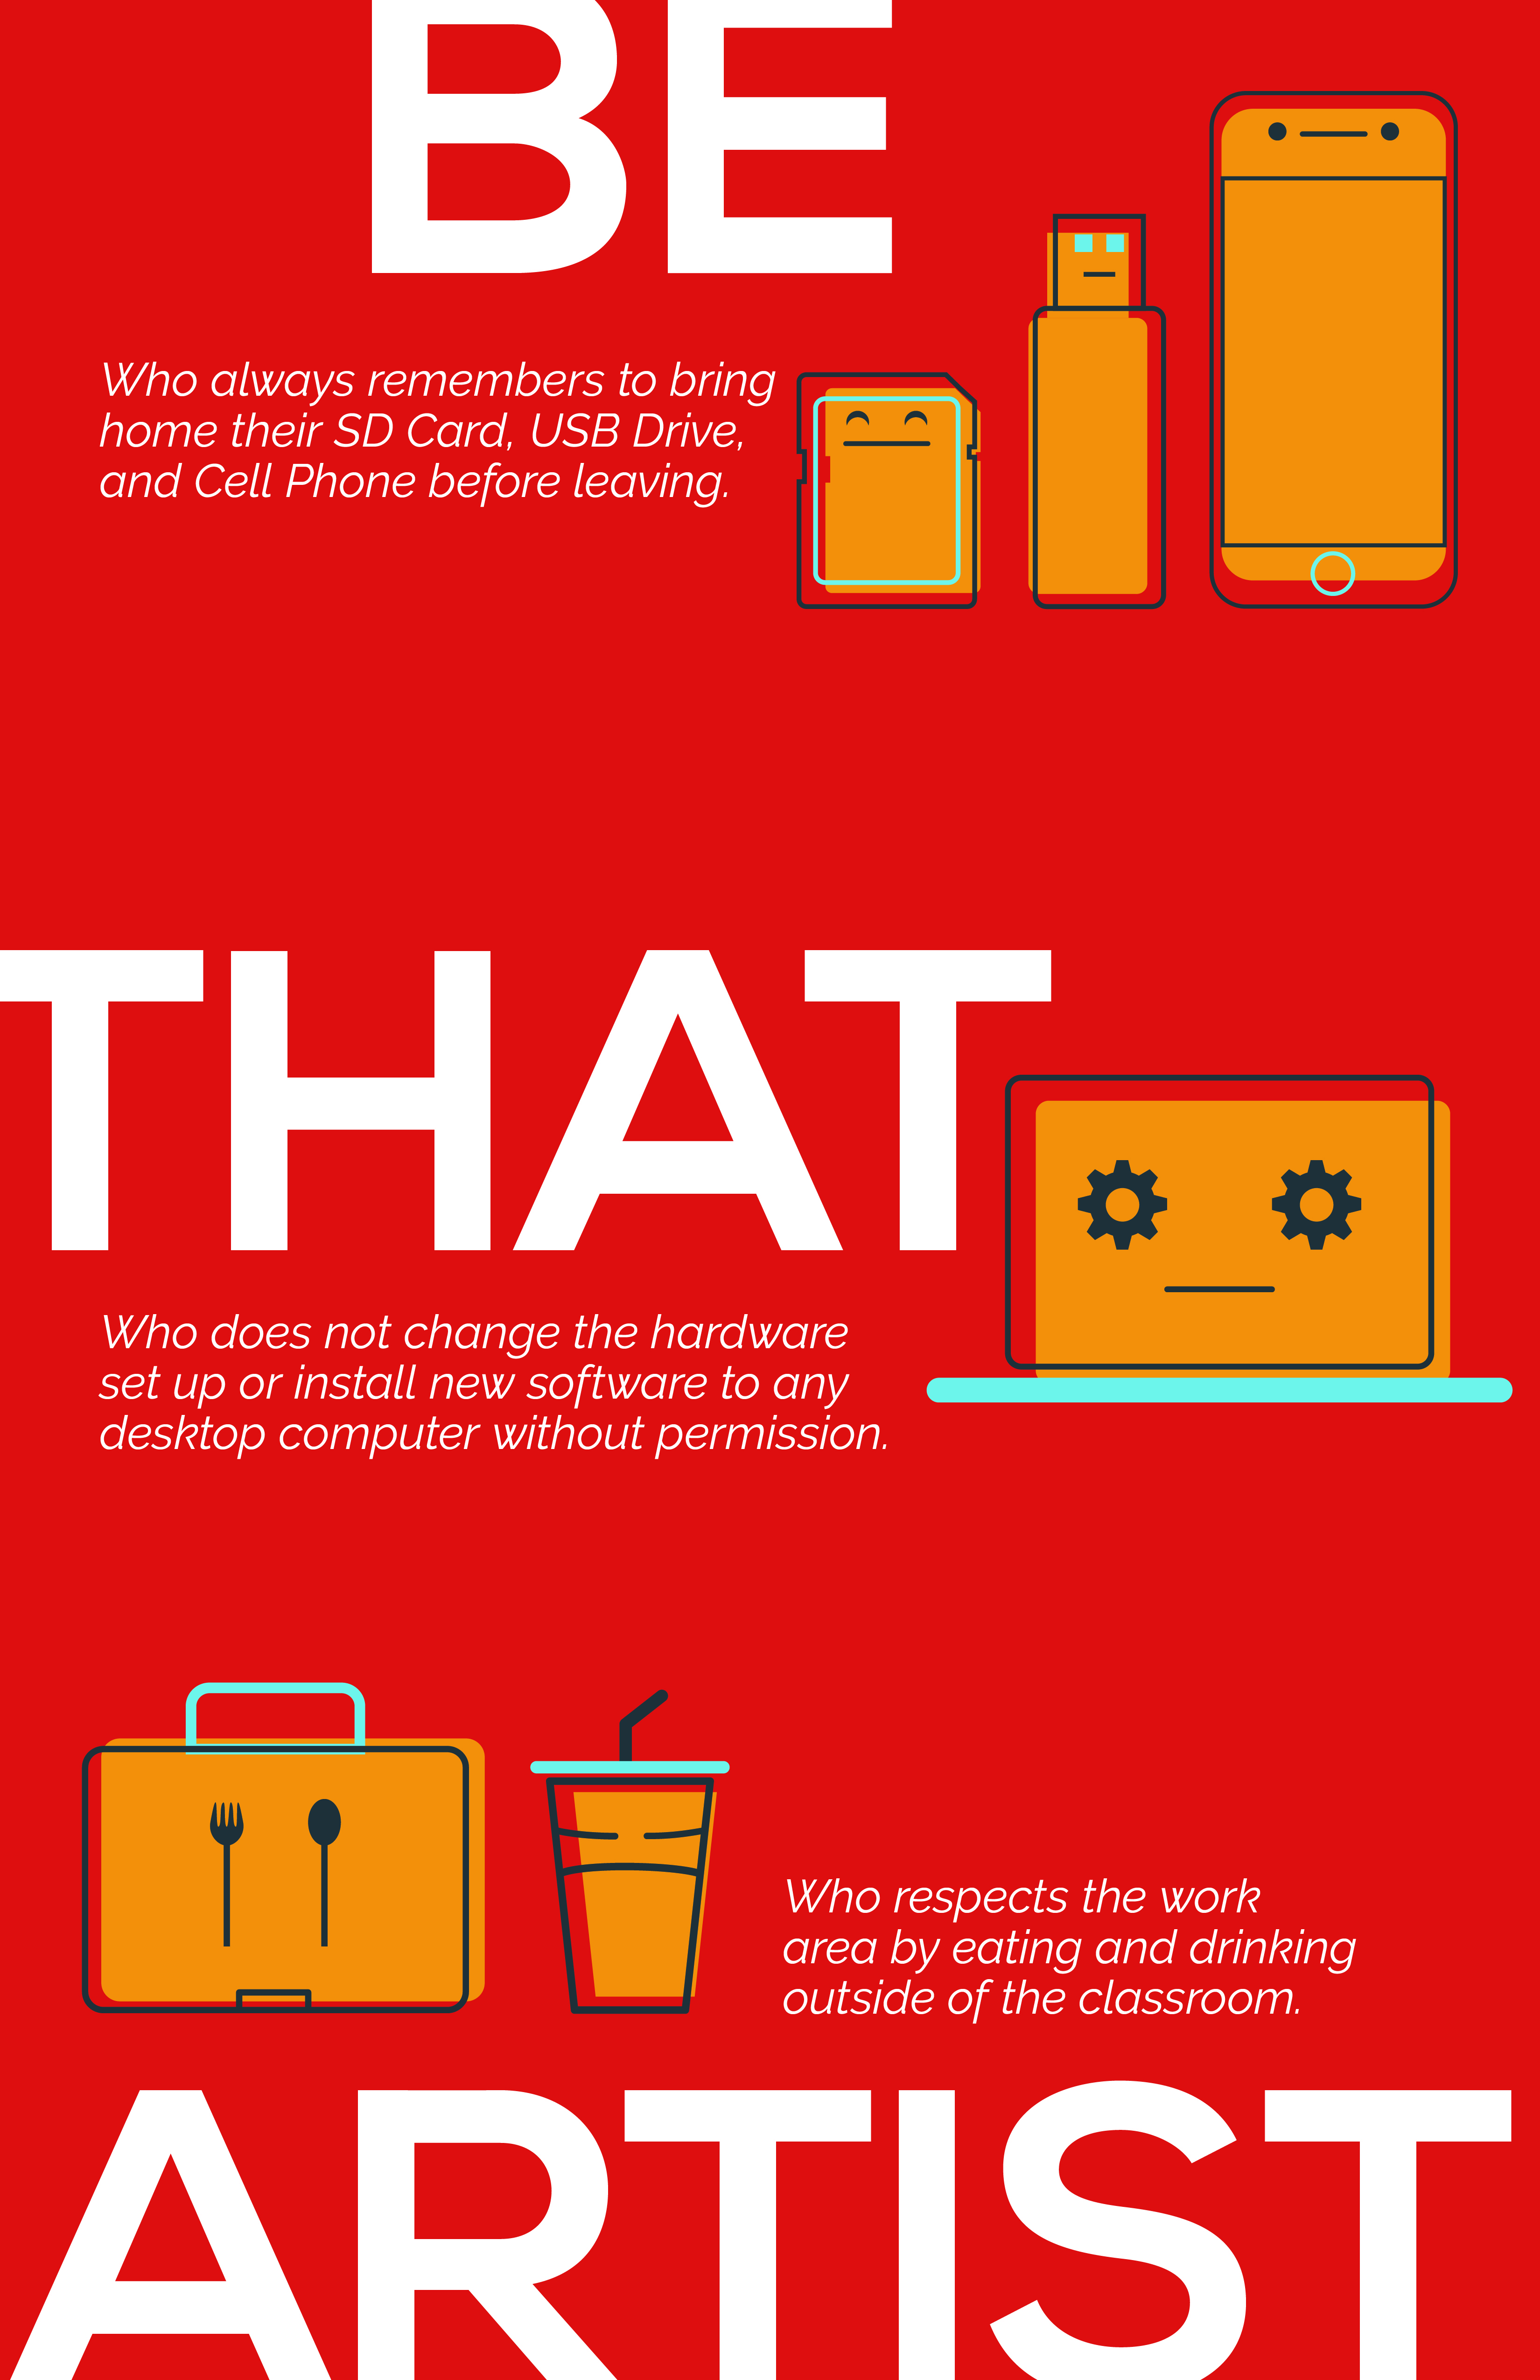 BE
Who always remembers to bring
home their SD Card, USB Drive,
and Cell Phone before leaving.
THAT
Who does not change the hardware
set up or install new software to any
desktop computer without permission.
Who respects the work
area by eating and drinking
outside of the classroom.
ARTIST